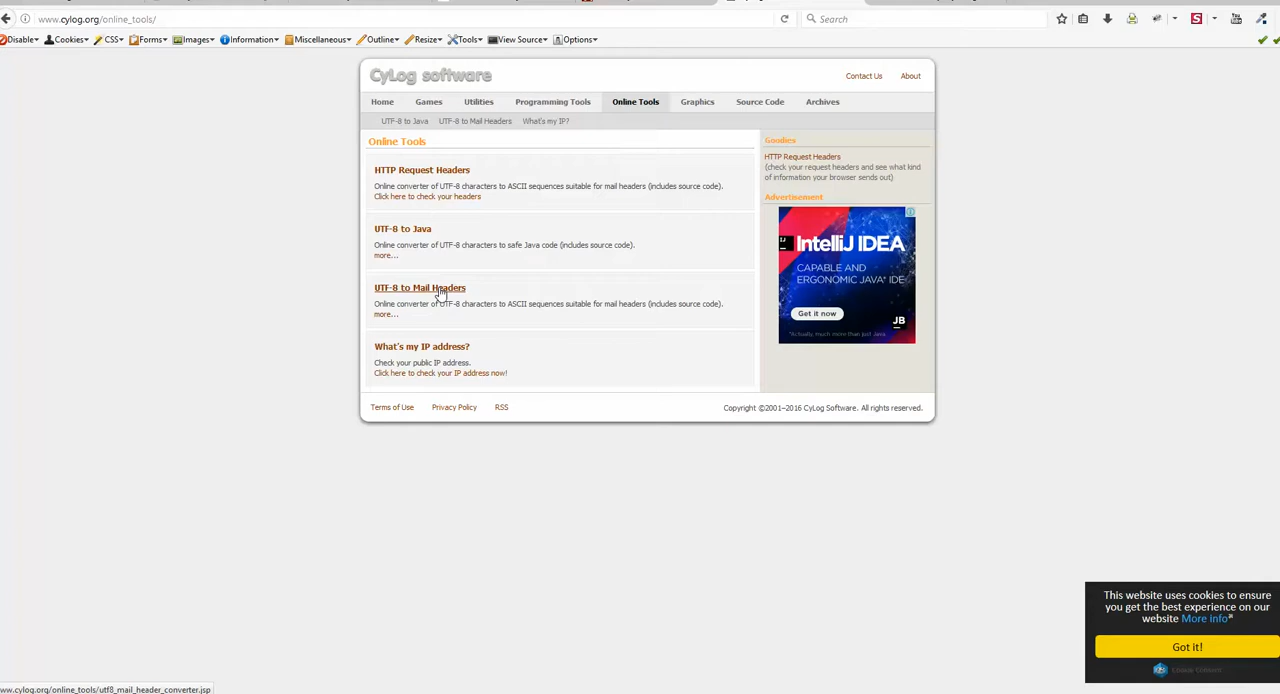 www.cylog.org/online_tools/
Search
Disable Cookies CSS Forms Images Information Miscellaneous Outline Resize Tools View Source Options
CyLog software
Contact Us About
Home Games Utilities Programming Tools Online Tools Graphics Source Code Archives
UTF-8 to Java UTF-8 to Mail Headers What's my IP?
Online Tools
HTTP Request Headers
Online converter of UTF-8 characters to ASCII sequences suitable for mail headers (includes source code).
Click here to check your headers
UTF-8 to Java
Online converter of UTF-8 characters to safe Java code (includes source code).
more...
UTF-8 to Mail Headers
Online converter of UTF-8 characters to ASCII sequences suitable for mail headers (includes source code).
more...
What's my IP address?
Check your public IP address.
Click here to check your IP address now!
Goodies
HTTP Request Headers
(check your request headers and see what kind
of information your browser sends out)
Advertisement
IntelliJ IDEA
CAPABLE AND
ERGONOMIC JAVA* IDE
Get it now
JB
*Actually, much more than just Java
Terms of Use Privacy Policy RSS
Copyright ©2001–2016 CyLog Software. All rights reserved.
This website uses cookies to ensure
you get the best experience on our
website More info
Got it!
www.cylog.org/online_tools/utf8_mail_header_converter.jsp